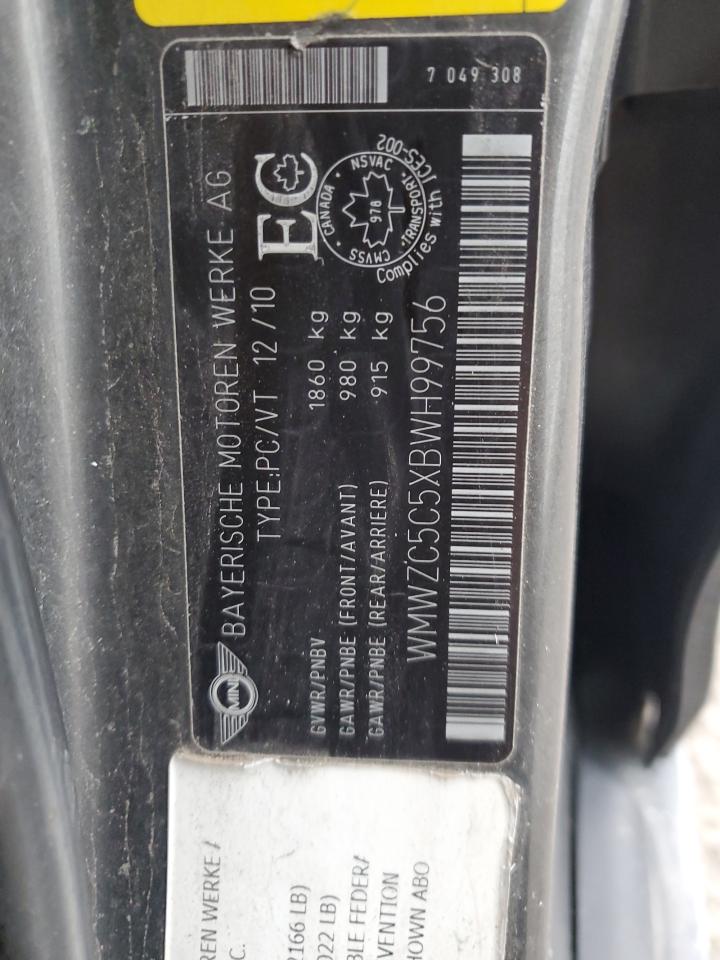 7 049 308
MINI
BAYERISCHE MOTOREN WERKE AG
TYPE:PC/VT 12/10
EC
CANADA · NSVAC · TRANSPORT · CMVSS
978
Complies with ICES-002
GVWR/PNBV 1860 kg
GAWR/PNBE (FRONT/AVANT) 980 kg
GAWR/PNBE (REAR/ARRIERE) 915 kg
WMWZC5C5XBWH99756
REN WERKE /
C.
2166 LB)
022 LB)
BLE FEDER/
VENTION
HOWN ABO